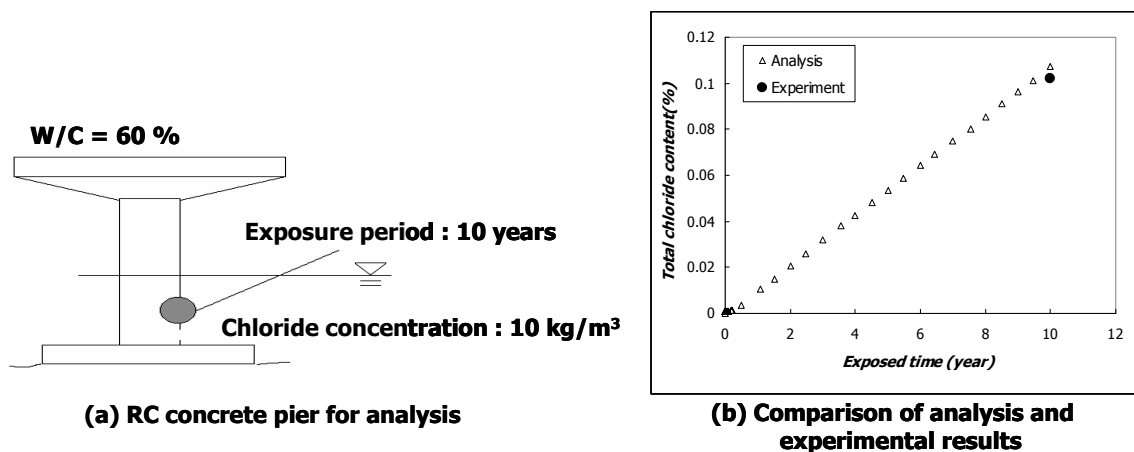 W/C = 60 %
Exposure period : 10 years
Chloride concentration : 10 kg/m³
(a) RC concrete pier for analysis
0.12
0.1
0.08
0.06
0.04
0.02
0
Total chloride content(%)
Analysis
Experiment
0 2 4 6 8 10 12
Exposed time (year)
(b) Comparison of analysis and
experimental results